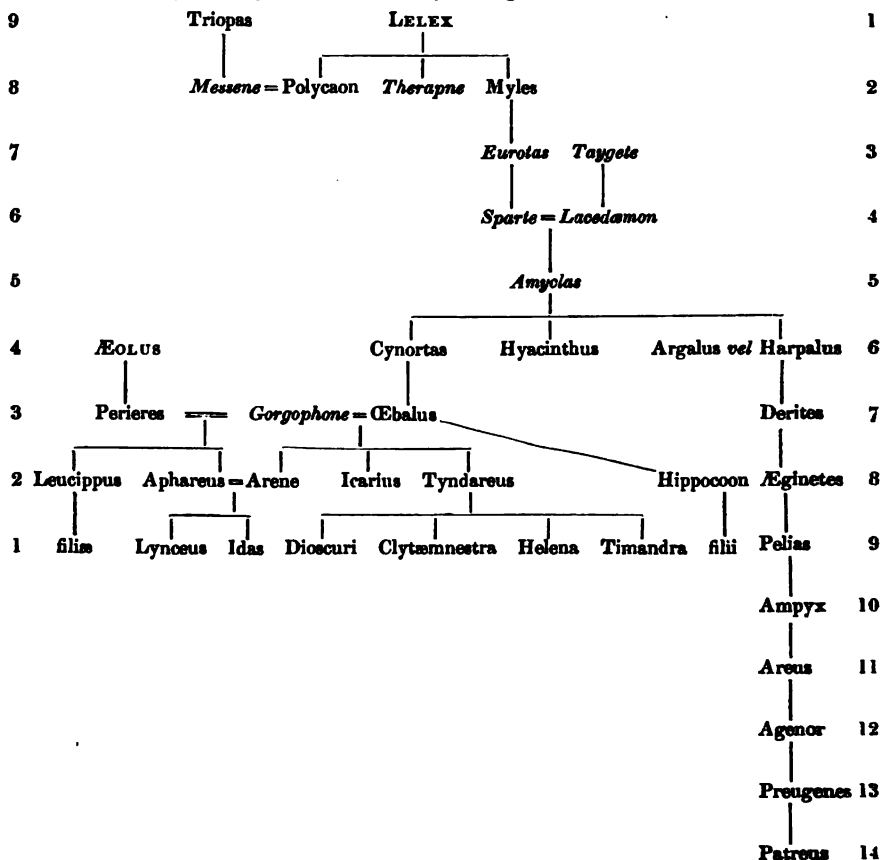 9 Triopas LELEX 1
8 Messene = Polycaon Therapne Myles 2
7 Eurotas Taygete 3
6 Sparte = Lacedæmon 4
5 Amyclas 5
4 ÆOLUS Cynortas Hyacinthus Argalus vel Harpalus 6
3 Perieres = Gorgophone = Œbalus Derites 7
2 Leucippus Aphareus = Arene Icarius Tyndareus Hippocoon Æginetes 8
1 filiæ Lynceus Idas Dioscuri Clytæmnestra Helena Timandra filii Pelias 9
Ampyx 10
Areus 11
Agenor 12
Preugenes 13
Patreus 14